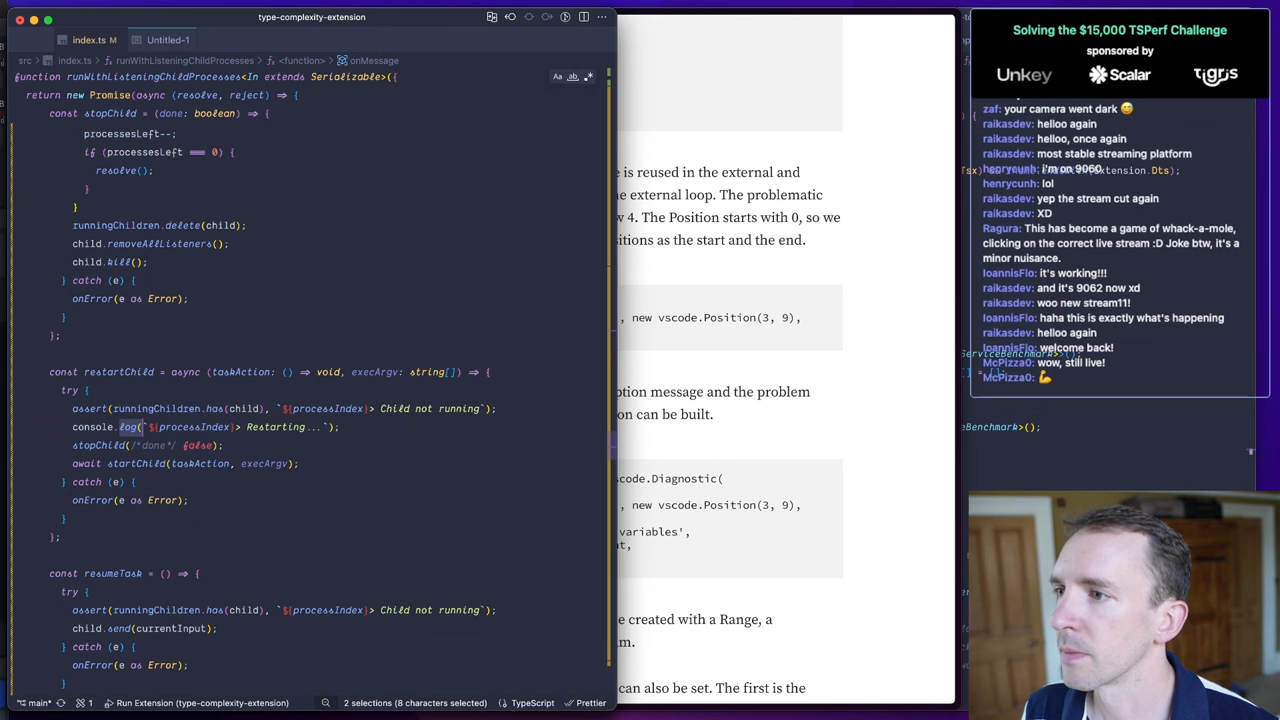 type-complexity-extension
index.ts M
Untitled-1
src > index.ts > runWithListeningChildProcesses > <function> > onMessage
function runWithListeningChildProcesses<In extends Serializable>({
return new Promise(async (resolve, reject) => {
const stopChild = (done: boolean) => {
processesLeft--;
if (processesLeft === 0) {
resolve();
}
}
runningChildren.delete(child);
child.removeAllListeners();
child.kill();
} catch (e) {
onError(e as Error);
}
};
const restartChild = async (taskAction: () => void, execArgv: string[]) => {
try {
assert(runningChildren.has(child), `${processIndex}> Child not running`);
console.log(`${processIndex}> Restarting...`);
stopChild(/*done*/ false);
await startChild(taskAction, execArgv);
} catch (e) {
onError(e as Error);
}
};
const resumeTask = () => {
try {
assert(runningChildren.has(child), `${processIndex}> Child not running`);
child.send(currentInput);
} catch (e) {
onError(e as Error);
}
main*
1
Run Extension (type-complexity-extension)
2 selections (8 characters selected)
TypeScript
Prettier
e is reused in the external and
e external loop. The problematic
w 4. The Position starts with 0, so we
sitions as the start and the end.
, new vscode.Position(3, 9),
ption message and the problem
on can be built.
scode.Diagnostic(
, new vscode.Position(3, 9),
variables',
nt,
e created with a Range, a
m.
can also be set. The first is the
Solving the $15,000 TSPerf Challenge
sponsored by
Unkey
Scalar
tigris
zaf: your camera went dark 😅
raikasdev: helloo again
raikasdev: helloo, once again
raikasdev: most stable streaming platform
henrycunh: i'm on 9060
henrycunh: lol
raikasdev: yep the stream cut again
raikasdev: XD
Ragura: This has become a game of whack-a-mole,
clicking on the correct live stream :D Joke btw, it's a
minor nuisance.
IoannisFlo: it's working!!!
raikasdev: and it's 9062 now xd
raikasdev: woo new stream11!
IoannisFlo: haha this is exactly what's happening
raikasdev: helloo again
IoannisFlo: welcome back!
McPizza0: wow, still live!
McPizza0: 💪
xtension.Dts);
ServiceBenchmark>>();
[] = [];
eBenchmark>();